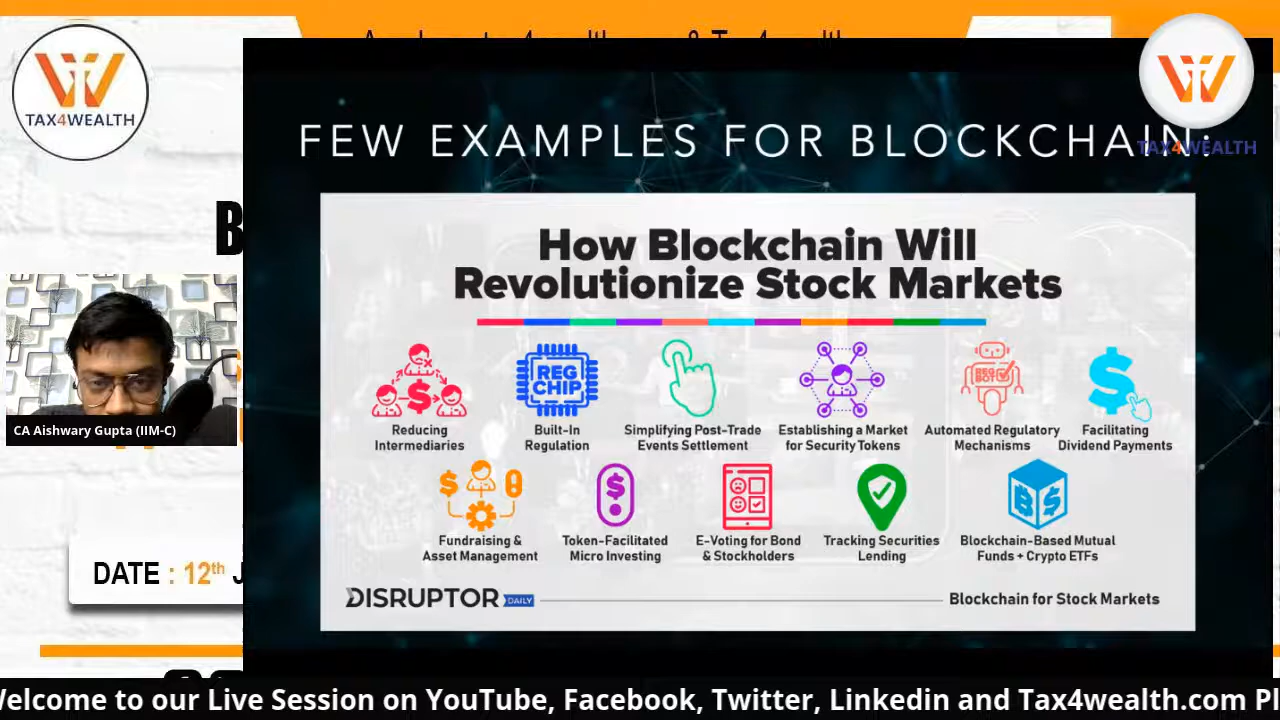 TAX4WEALTH
FEW EXAMPLES FOR BLOCKCHAIN:
TAX4WEALTH
B
How Blockchain Will
Revolutionize Stock Markets
REG
CHIP
REG
BOT
Reducing
Intermediaries
Built-In
Regulation
Simplifying Post-Trade
Events Settlement
Establishing a Market
for Security Tokens
Automated Regulatory
Mechanisms
Facilitating
Dividend Payments
Fundraising &
Asset Management
Token-Facilitated
Micro Investing
E-Voting for Bond
& Stockholders
Tracking Securities
Lending
Blockchain-Based Mutual
Funds + Crypto ETFs
DISRUPTOR DAILY
Blockchain for Stock Markets
CA Aishwary Gupta (IIM-C)
DATE : 12th J
Welcome to our Live Session on YouTube, Facebook, Twitter, Linkedin and Tax4wealth.com Pl